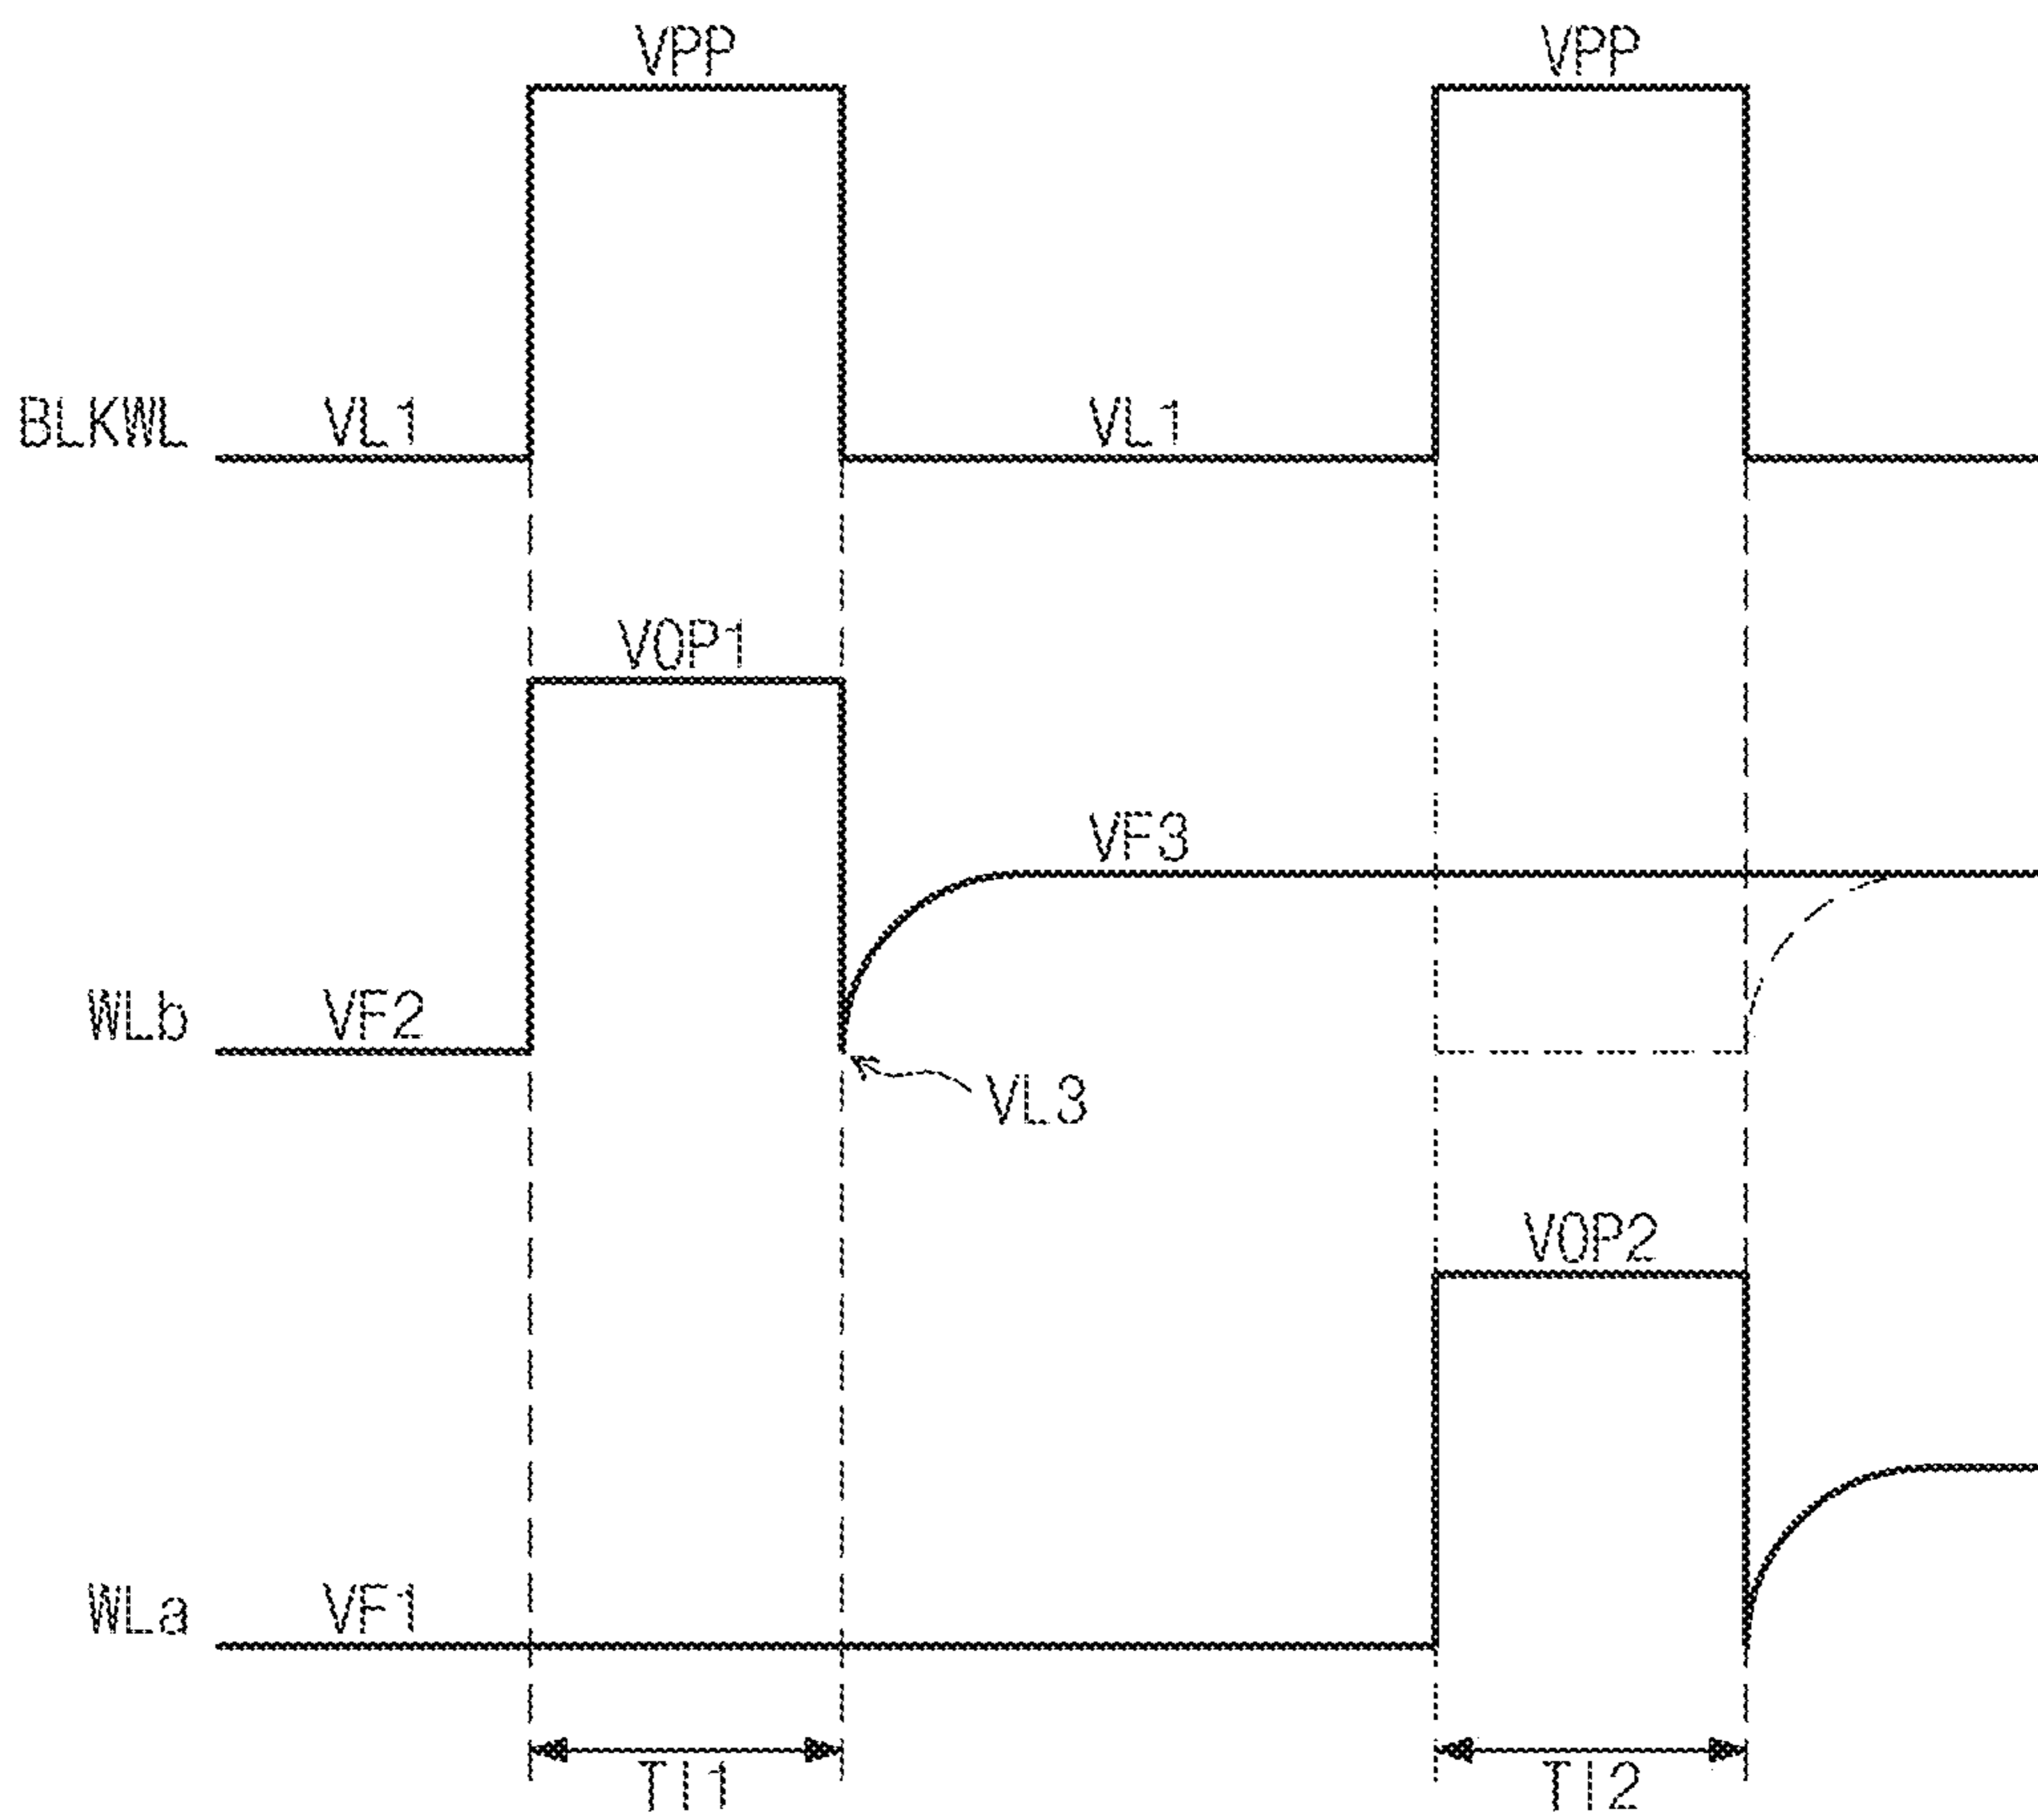 VPP VPP
BLKWL VL1 VL1
VOP1
VF3
WLb VF2
VL3
VOP2
WLa VF1
TI1 TI2